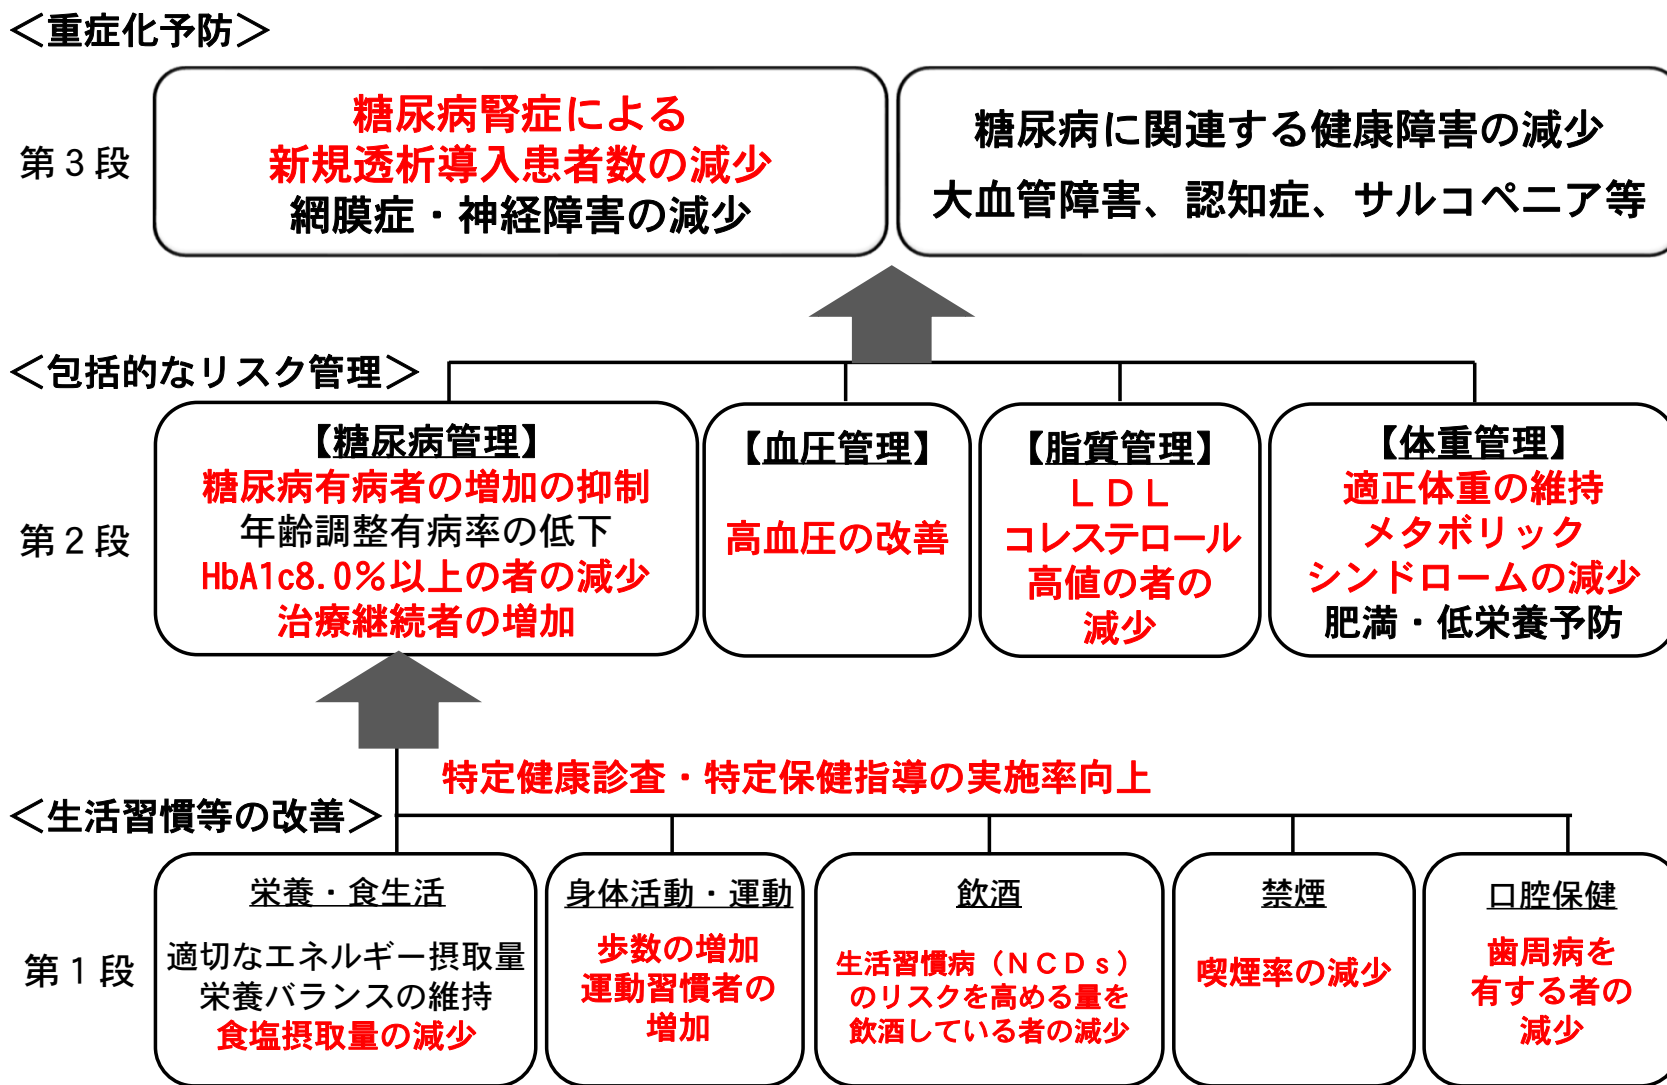 ＜重症化予防＞
第３段
糖尿病腎症による
新規透析導入患者数の減少
網膜症・神経障害の減少
糖尿病に関連する健康障害の減少
大血管障害、認知症、サルコペニア等
＜包括的なリスク管理＞
第２段
【糖尿病管理】
糖尿病有病者の増加の抑制
年齢調整有病率の低下
HbA1c8.0％以上の者の減少
治療継続者の増加
【血圧管理】
高血圧の改善
【脂質管理】
ＬＤＬ
コレステロール
高値の者の
減少
【体重管理】
適正体重の維持
メタボリック
シンドロームの減少
肥満・低栄養予防
特定健康診査・特定保健指導の実施率向上
＜生活習慣等の改善＞
第１段
栄養・食生活
適切なエネルギー摂取量
栄養バランスの維持
食塩摂取量の減少
身体活動・運動
歩数の増加
運動習慣者の
増加
飲酒
生活習慣病（ＮＣＤｓ）
のリスクを高める量を
飲酒している者の減少
禁煙
喫煙率の減少
口腔保健
歯周病を
有する者の
減少